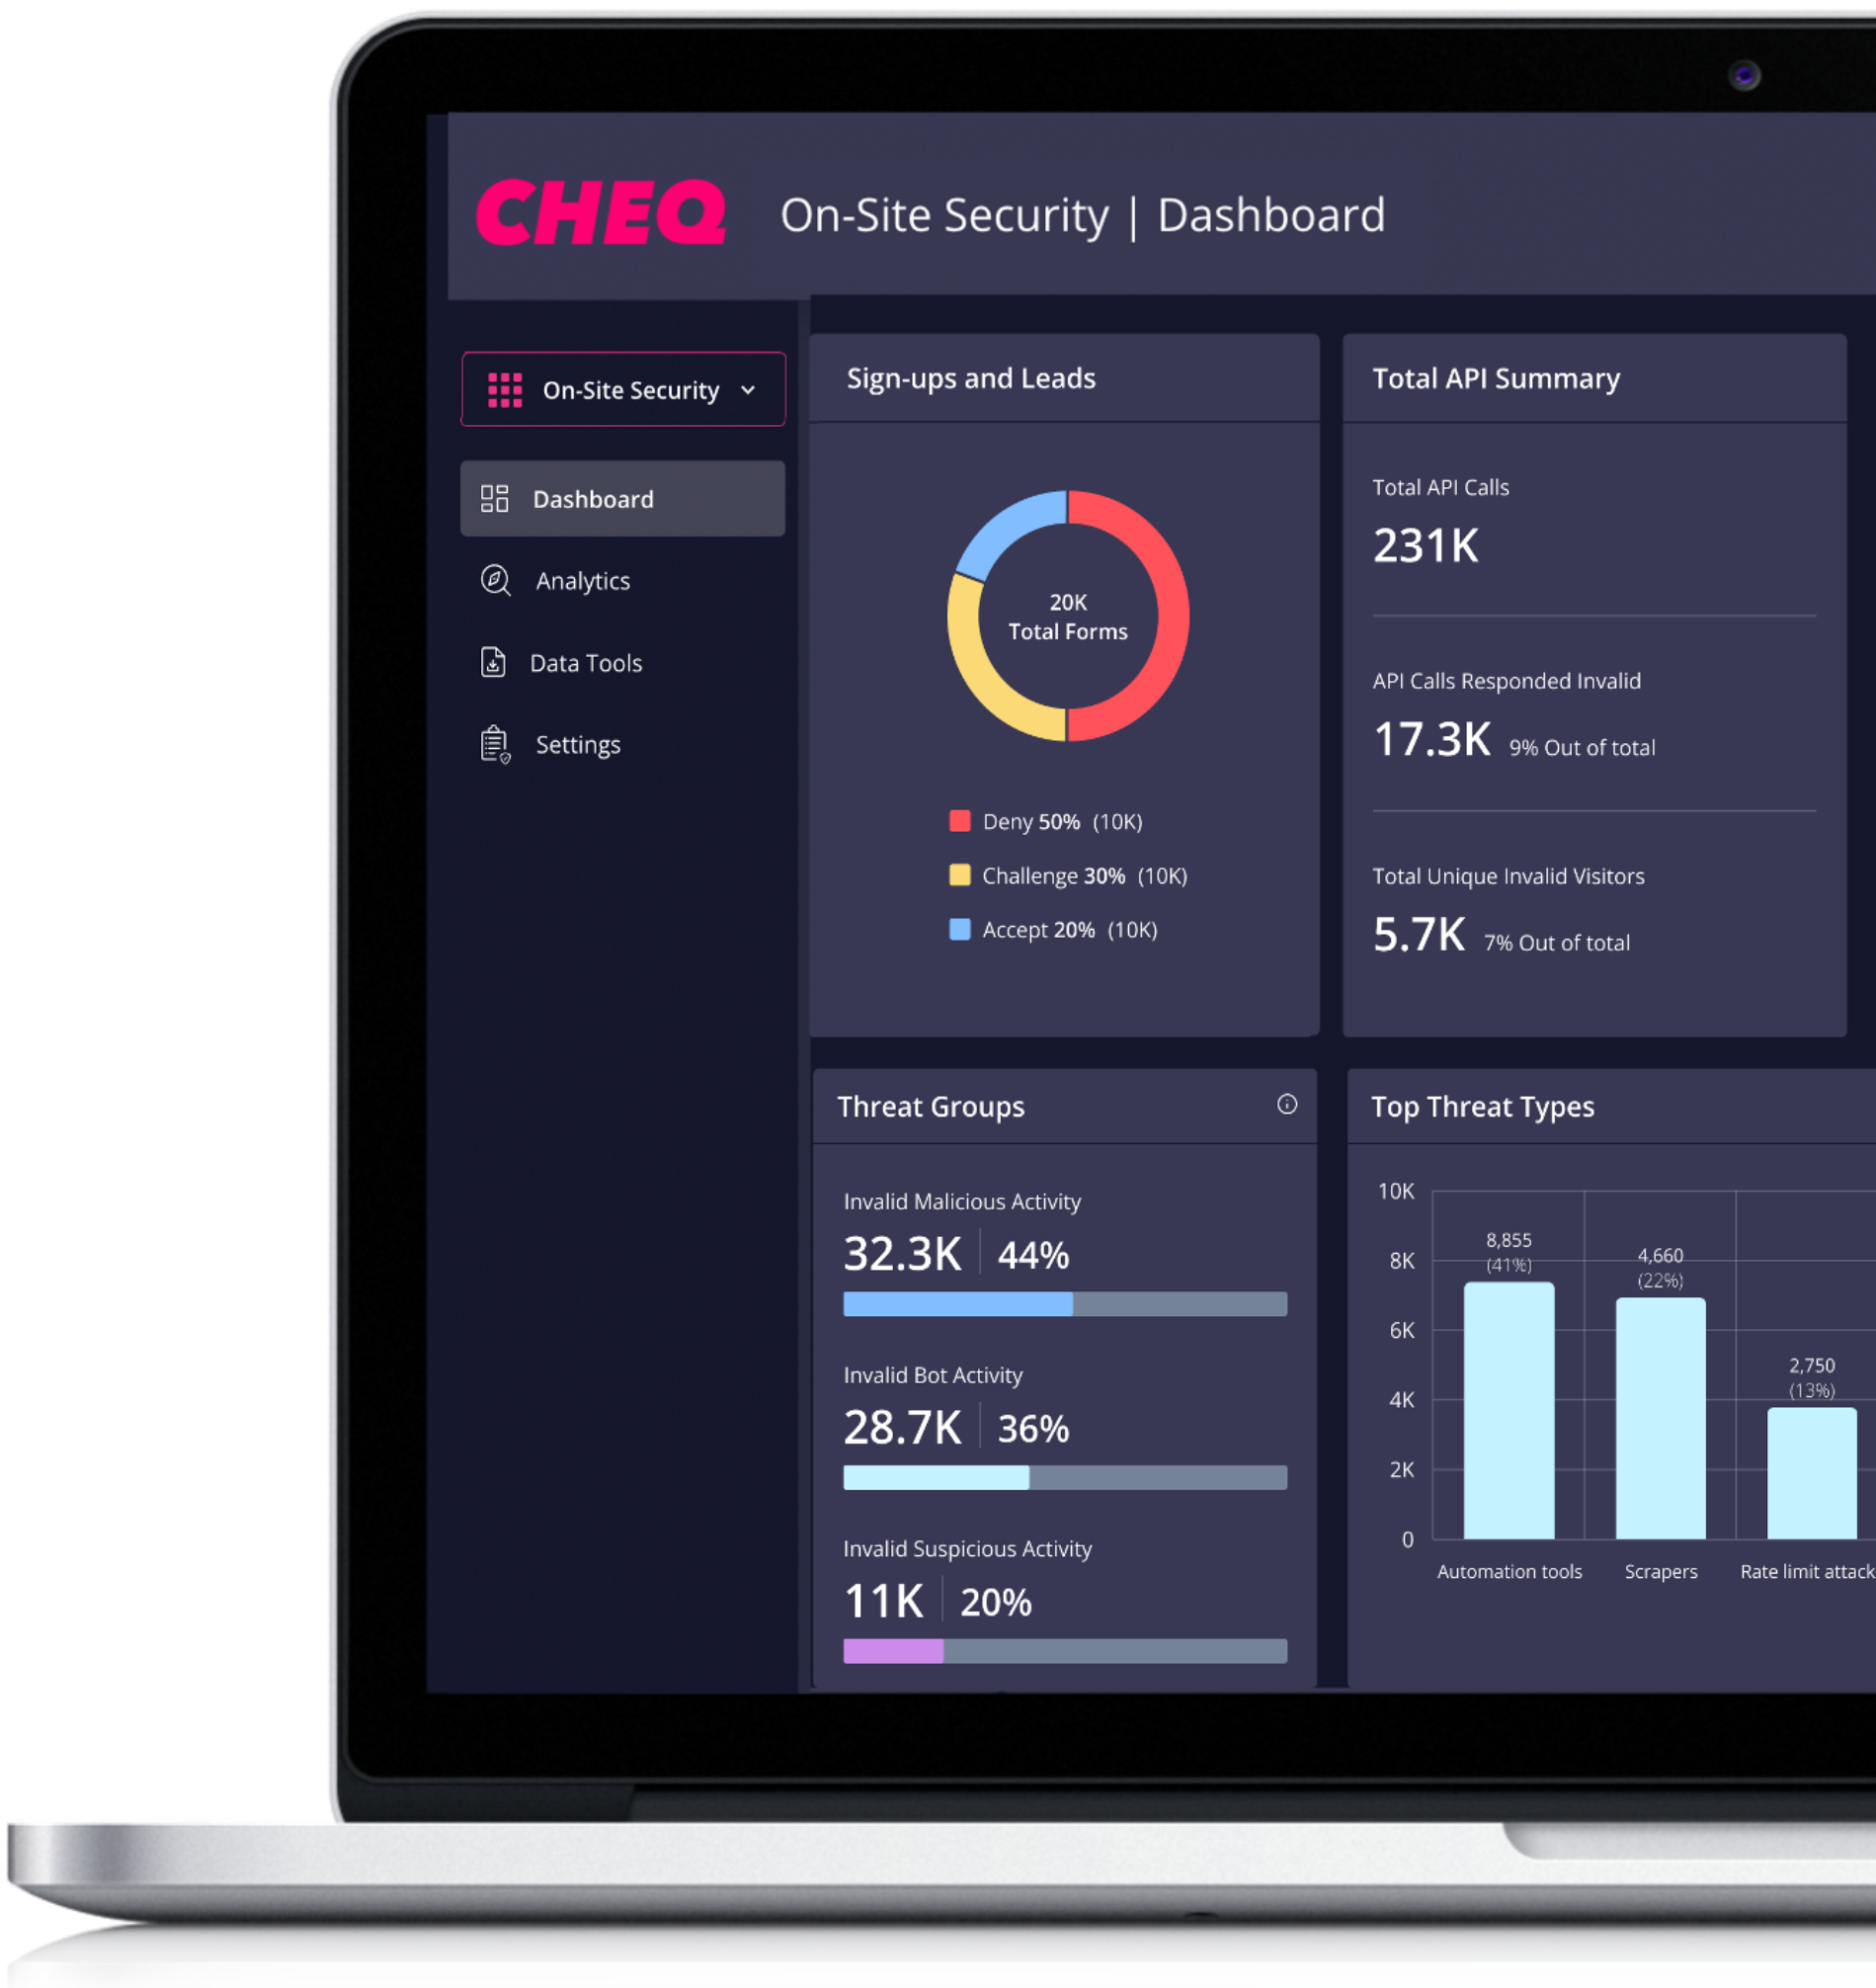 CHEQ
On-Site Security | Dashboard
On-Site Security
Dashboard
Analytics
Data Tools
Settings
Sign-ups and Leads
20K
Total Forms
Deny 50% (10K)
Challenge 30% (10K)
Accept 20% (10K)
Total API Summary
Total API Calls
231K
API Calls Responded Invalid
17.3K 9% Out of total
Total Unique Invalid Visitors
5.7K 7% Out of total
Threat Groups
Invalid Malicious Activity
32.3K 44%
Invalid Bot Activity
28.7K 36%
Invalid Suspicious Activity
11K 20%
Top Threat Types
10K
8K
6K
4K
2K
0
8,855
(41%)
4,660
(22%)
2,750
(13%)
Automation tools
Scrapers
Rate limit attack